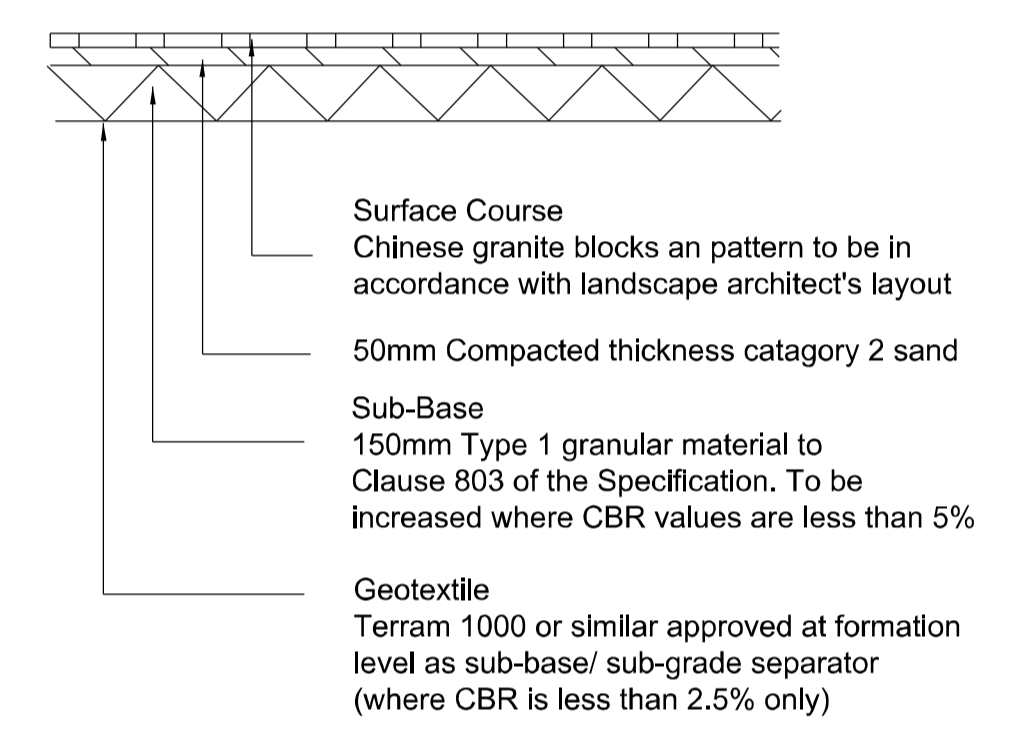 Surface Course
Chinese granite blocks an pattern to be in
accordance with landscape architect's layout
50mm Compacted thickness catagory 2 sand
Sub-Base
150mm Type 1 granular material to
Clause 803 of the Specification. To be
increased where CBR values are less than 5%
Geotextile
Terram 1000 or similar approved at formation
level as sub-base/ sub-grade separator
(where CBR is less than 2.5% only)